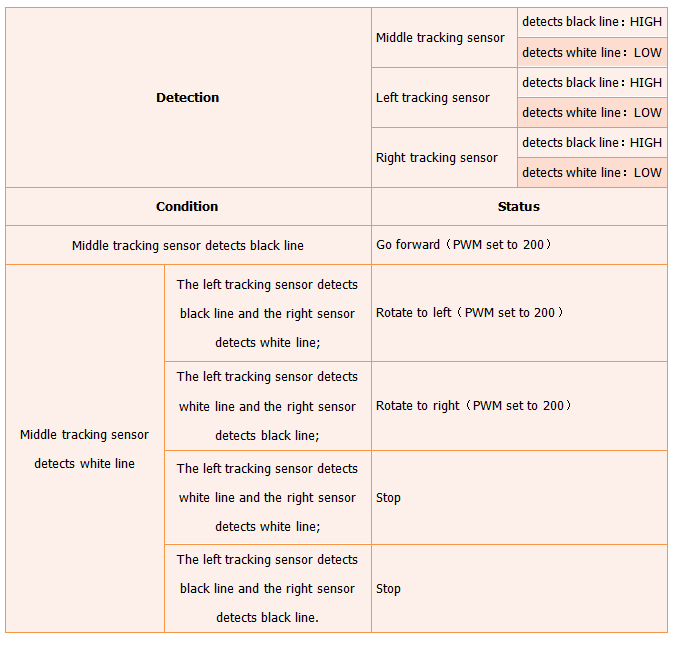 Detection
Middle tracking sensor
detects black line：HIGH
detects white line：LOW
Left tracking sensor
detects black line：HIGH
detects white line：LOW
Right tracking sensor
detects black line：HIGH
detects white line：LOW
Condition
Status
Middle tracking sensor detects black line
Go forward（PWM set to 200）
Middle tracking sensor
detects white line
The left tracking sensor detects
black line and the right sensor
detects white line;
Rotate to left（PWM set to 200）
The left tracking sensor detects
white line and the right sensor
detects black line;
Rotate to right（PWM set to 200）
The left tracking sensor detects
white line and the right sensor
detects white line;
Stop
The left tracking sensor detects
black line and the right sensor
detects black line.
Stop